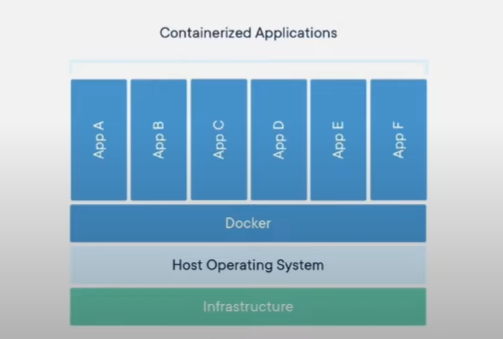 Containerized Applications
App A
App B
App C
App D
App E
App F
Docker
Host Operating System
Infrastructure